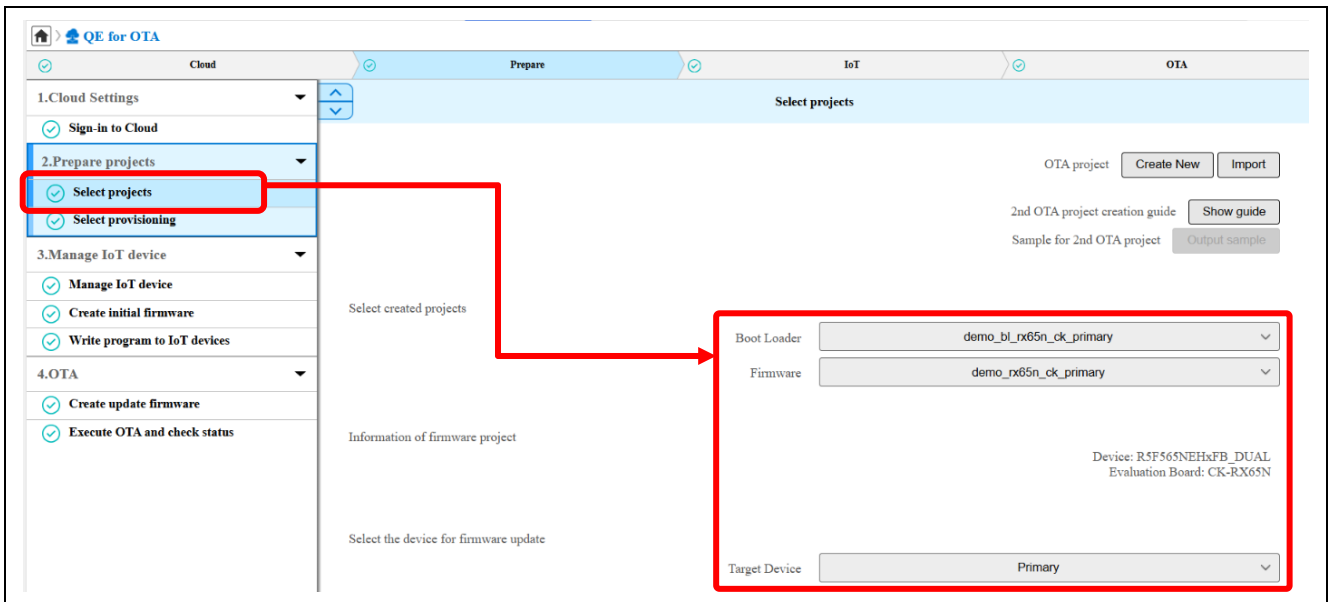 QE for OTA
Cloud
Prepare
IoT
OTA
1.Cloud Settings
Sign-in to Cloud
2.Prepare projects
Select projects
Select provisioning
3.Manage IoT device
Manage IoT device
Create initial firmware
Write program to IoT devices
4.OTA
Create update firmware
Execute OTA and check status
Select projects
OTA project Create New Import
2nd OTA project creation guide Show guide
Sample for 2nd OTA project Output sample
Select created projects
Boot Loader demo_bl_rx65n_ck_primary
Firmware demo_rx65n_ck_primary
Information of firmware project
Device: R5F565NEHxFB_DUAL
Evaluation Board: CK-RX65N
Select the device for firmware update
Target Device Primary